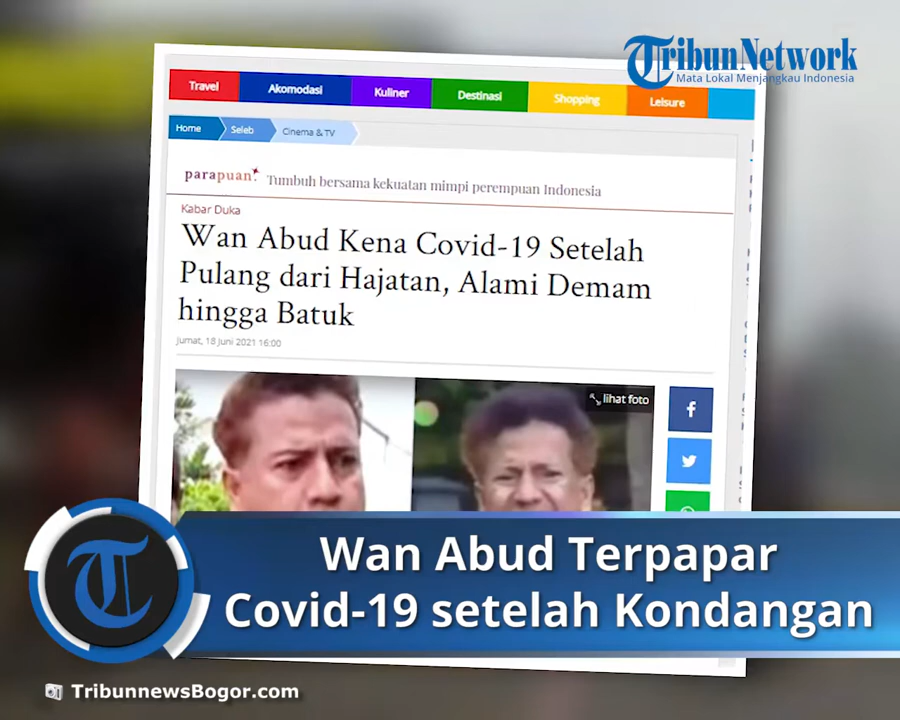 TribunNetwork
Mata Lokal Menjangkau Indonesia
Travel
Akomodasi
Kuliner
Destinasi
Shopping
Leisure
Home
Seleb
Cinema & TV
parapuan.
Tumbuh bersama kekuatan mimpi perempuan Indonesia
Kabar Duka
Wan Abud Kena Covid-19 Setelah
Pulang dari Hajatan, Alami Demam
hingga Batuk
Jumat, 18 Juni 2021 16:00
lihat foto
Wan Abud Terpapar
Covid-19 setelah Kondangan
TribunnewsBogor.com